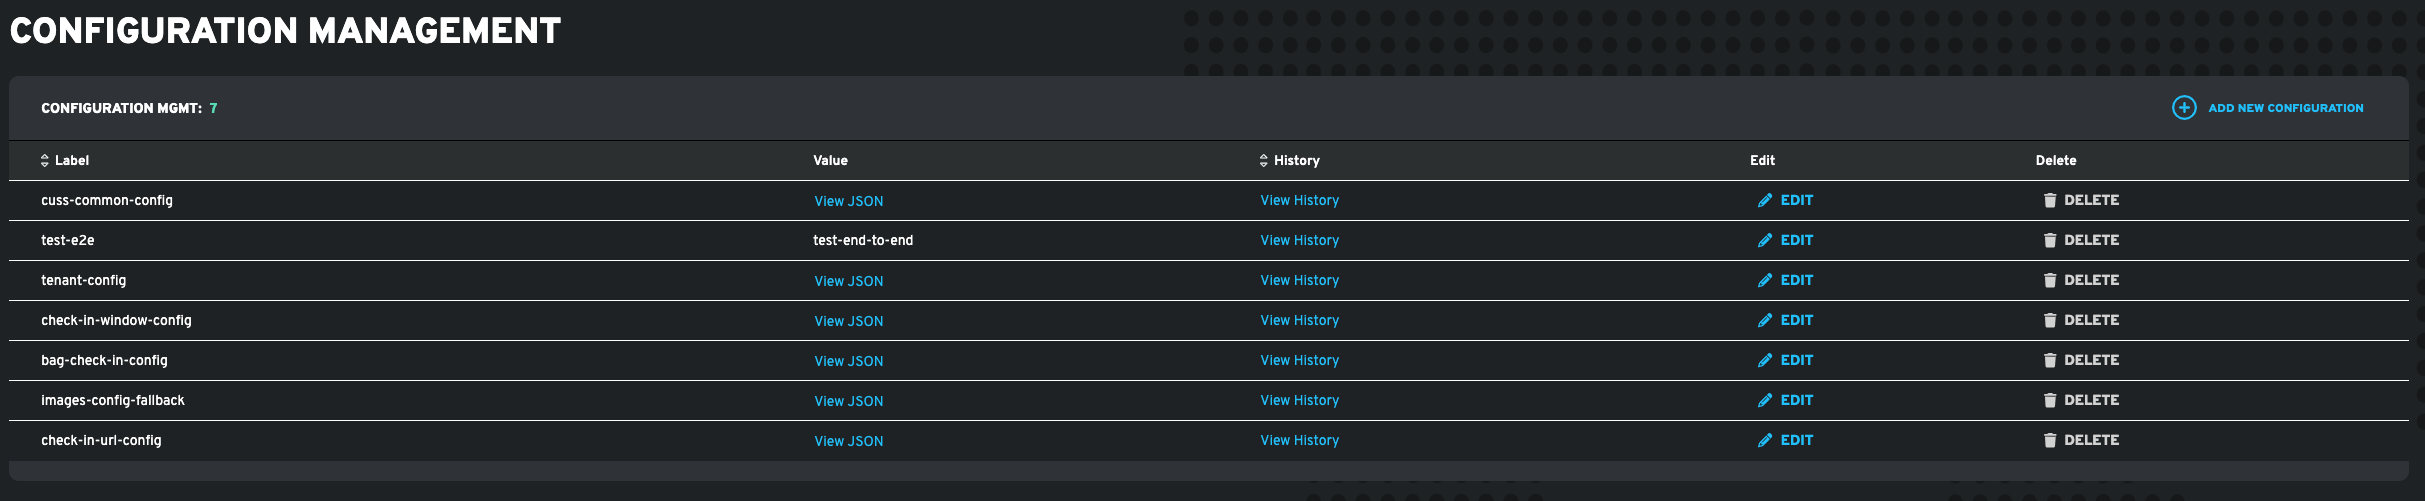 CONFIGURATION MANAGEMENT
CONFIGURATION MGMT: 7 ADD NEW CONFIGURATION
Label Value History Edit Delete
cuss-common-config View JSON View History EDIT DELETE
test-e2e test-end-to-end View History EDIT DELETE
tenant-config View JSON View History EDIT DELETE
check-in-window-config View JSON View History EDIT DELETE
bag-check-in-config View JSON View History EDIT DELETE
images-config-fallback View JSON View History EDIT DELETE
check-in-url-config View JSON View History EDIT DELETE